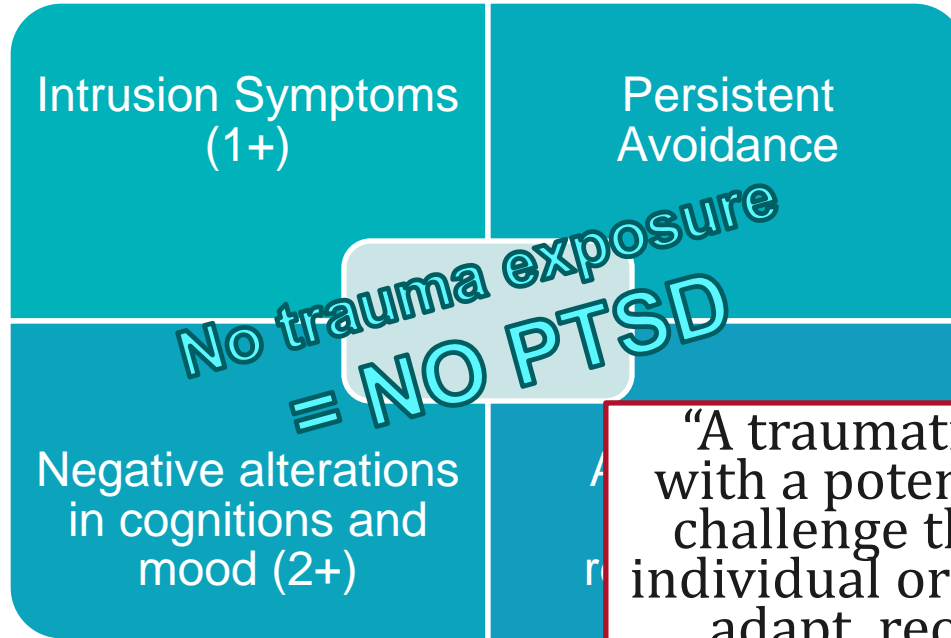 Intrusion Symptoms
(1+)
Persistent
Avoidance
No trauma exposure
= NO PTSD
Negative alterations
in cognitions and
mood (2+)
“A
with a
challenge
individual or
adapt